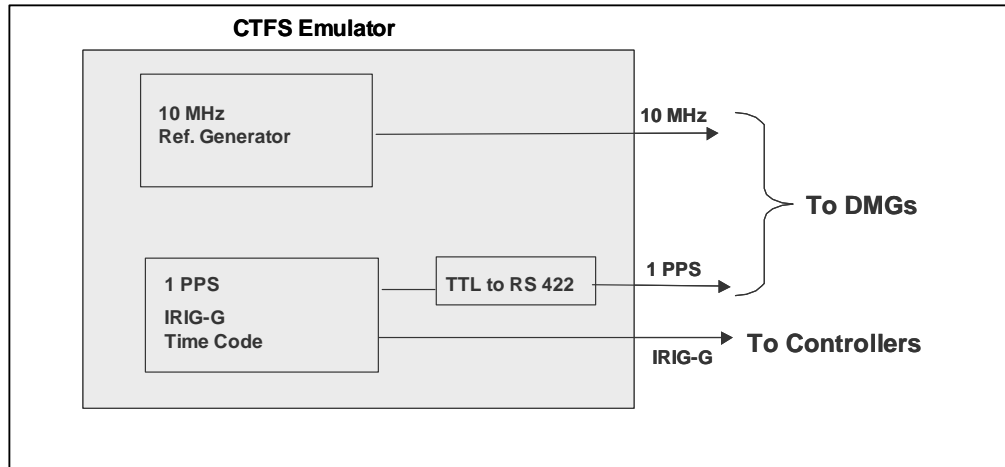 CTFS Emulator
10 MHz
Ref. Generator
10 MHz
To DMGs
1 PPS
IRIG-G
Time Code
TTL to RS 422
1 PPS
IRIG-G
To Controllers